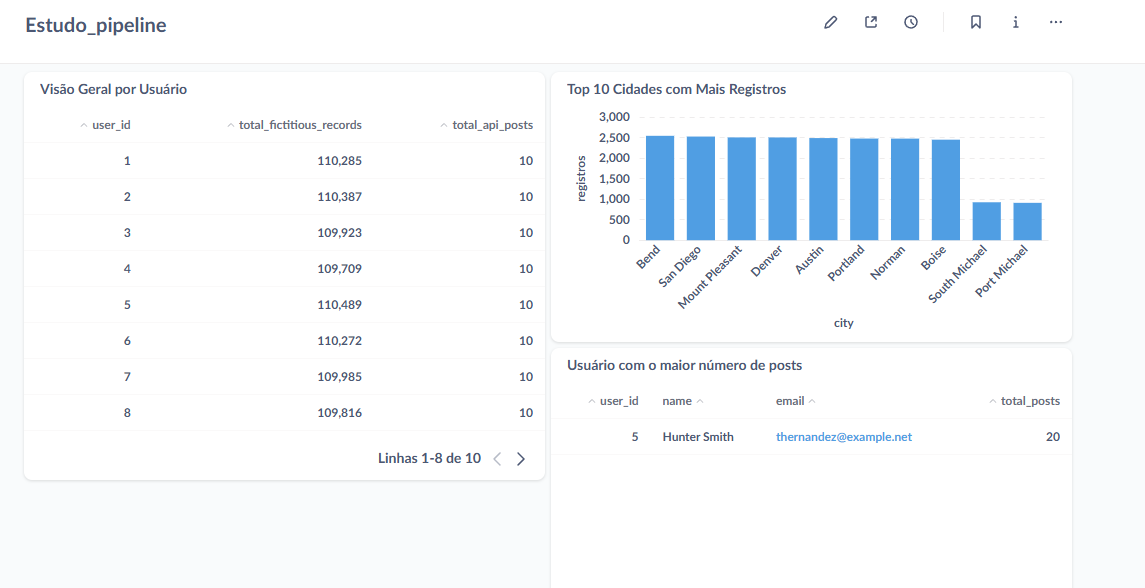 Estudo_pipeline
Visão Geral por Usuário
user_id total_fictitious_records total_api_posts
1 110,285 10
2 110,387 10
3 109,923 10
4 109,709 10
5 110,489 10
6 110,272 10
7 109,985 10
8 109,816 10
Linhas 1-8 de 10
Top 10 Cidades com Mais Registros
3,000
2,500
2,000
1,500
1,000
500
0
registros
Bend
San Diego
Mount Pleasant
Denver
Austin
Portland
Norman
Boise
South Michael
Port Michael
city
Usuário com o maior número de posts
user_id name email total_posts
5 Hunter Smith thernandez@example.net 20